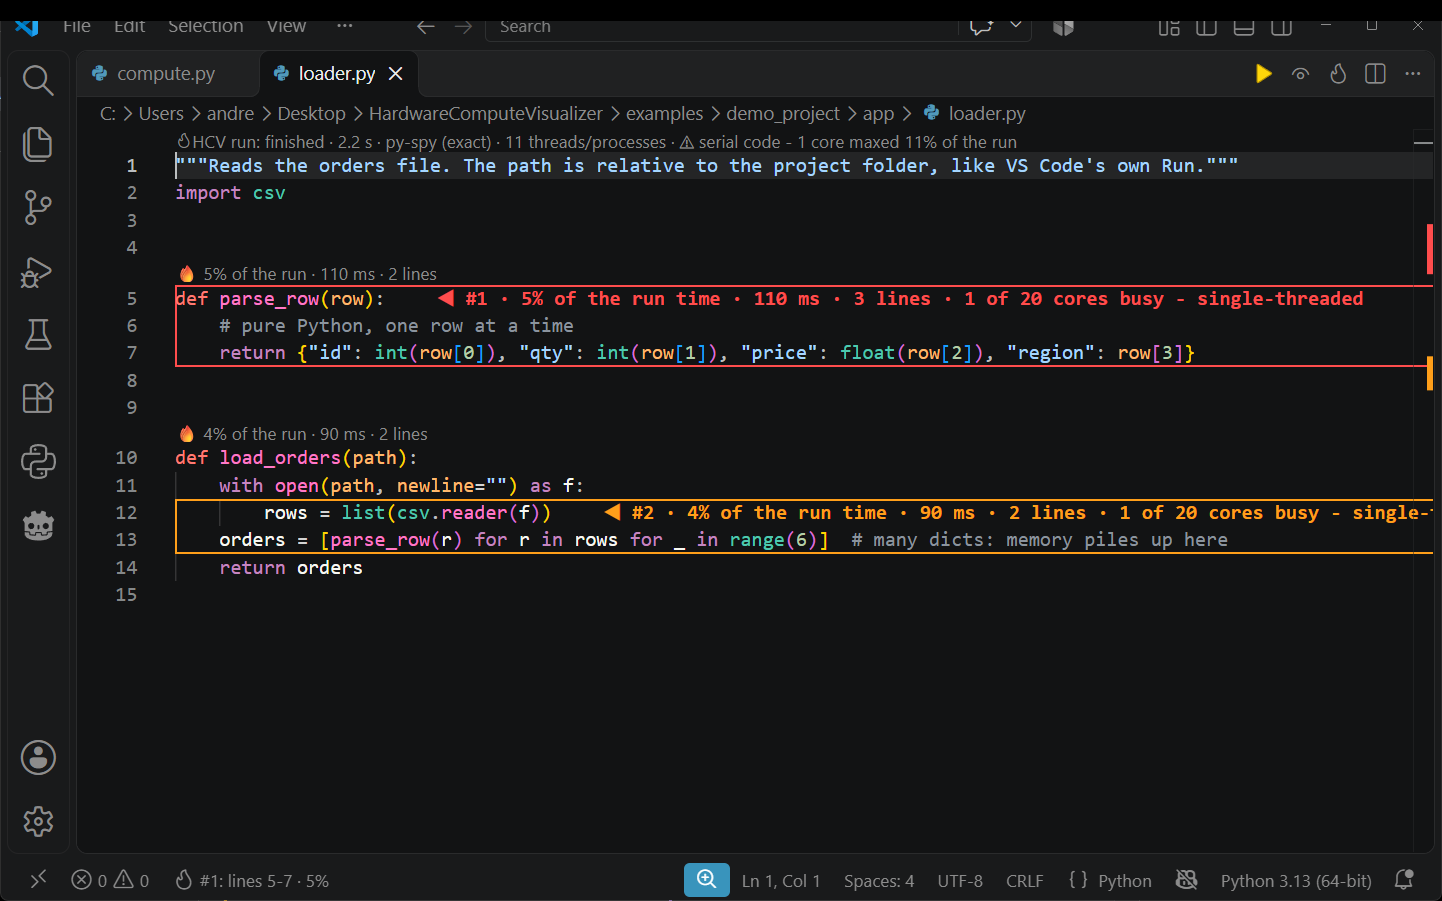 File Edit Selection View ··· Search
compute.py loader.py
C: > Users > andre > Desktop > HardwareComputeVisualizer > examples > demo_project > app > loader.py
HCV run: finished · 2.2 s · py-spy (exact) · 11 threads/processes · ⚠ serial code - 1 core maxed 11% of the run
1 """Reads the orders file. The path is relative to the project folder, like VS Code's own Run."""
2 import csv
3
4
🔥 5% of the run · 110 ms · 2 lines
5 def parse_row(row): ◀ #1 · 5% of the run time · 110 ms · 3 lines · 1 of 20 cores busy - single-threaded
6     # pure Python, one row at a time
7     return {"id": int(row[0]), "qty": int(row[1]), "price": float(row[2]), "region": row[3]}
8
9
🔥 4% of the run · 90 ms · 2 lines
10 def load_orders(path):
11     with open(path, newline="") as f:
12         rows = list(csv.reader(f)) ◀ #2 · 4% of the run time · 90 ms · 2 lines · 1 of 20 cores busy - single-
13     orders = [parse_row(r) for r in rows for _ in range(6)]  # many dicts: memory piles up here
14     return orders
15
0 0 #1: lines 5-7 · 5% Ln 1, Col 1 Spaces: 4 UTF-8 CRLF {} Python Python 3.13 (64-bit)